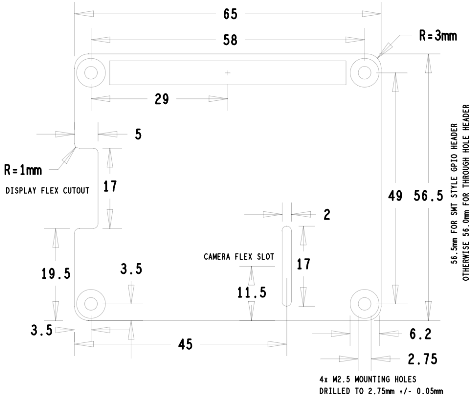 65
58
R=3mm
29
5
R=1mm
DISPLAY FLEX CUTOUT
17
2
49
56.5
56.5mm FOR SMT STYLE GPIO HEADER
OTHERWISE 56.0mm FOR THROUGH HOLE HEADER
CAMERA FLEX SLOT
17
19.5
3.5
11.5
3.5
45
6.2
2.75
4x M2.5 MOUNTING HOLES
DRILLED TO 2.75mm +/- 0.05mm